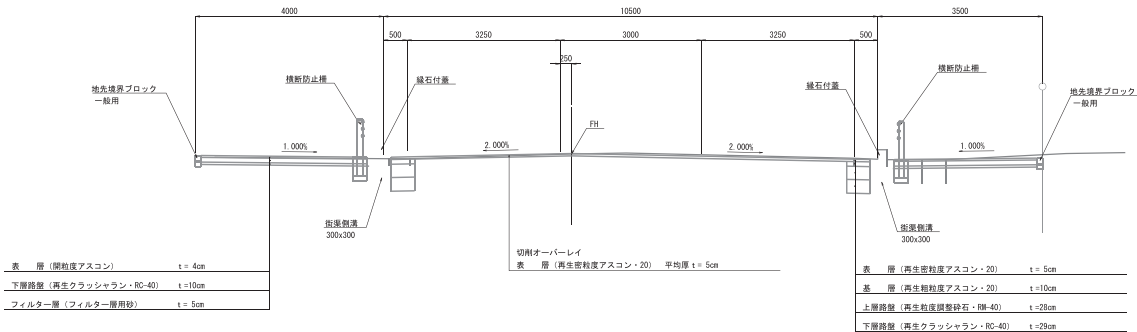 4000
10500
3500
500
3250
3000
3250
500
250
横断防止柵
縁石付蓋
地先境界ブロック
一般用
FH
縁石付蓋
横断防止柵
地先境界ブロック
一般用
1.000%
2.000%
2.000%
1.000%
街渠側溝
300x300
街渠側溝
300x300
切削オーバーレイ
表　層（再生密粒度アスコン・20）　平均厚 t = 5cm
表　層（開粒度アスコン）　t = 4cm
下層路盤（再生クラッシャラン・RC-40）　t =10cm
フィルター層（フィルター層用砂）　t = 5cm
表　層（再生密粒度アスコン・20）　t = 5cm
基　層（再生粗粒度アスコン・20）　t =10cm
上層路盤（再生粒度調整砕石・RM-40）　t =28cm
下層路盤（再生クラッシャラン・RC-40）　t =29cm